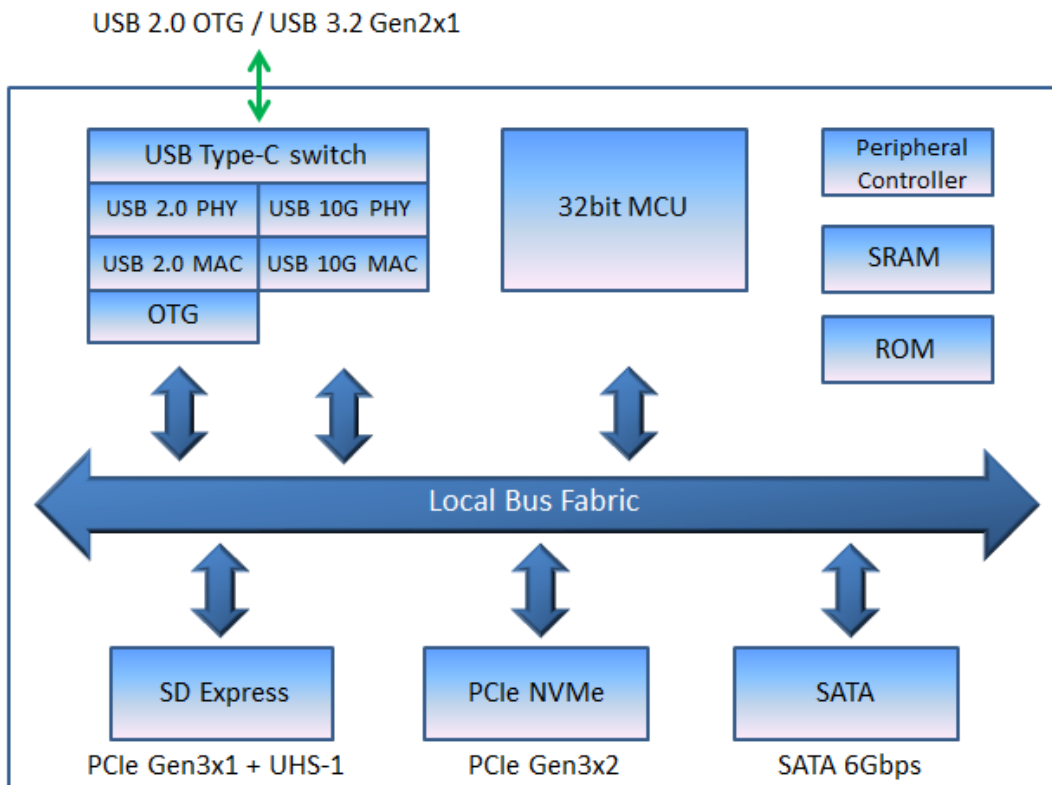 USB 2.0 OTG / USB 3.2 Gen2x1
USB Type-C switch
USB 2.0 PHY
USB 10G PHY
USB 2.0 MAC
USB 10G MAC
OTG
32bit MCU
Peripheral
Controller
SRAM
ROM
Local Bus Fabric
SD Express
PCIe NVMe
SATA
PCIe Gen3x1 + UHS-1
PCIe Gen3x2
SATA 6Gbps